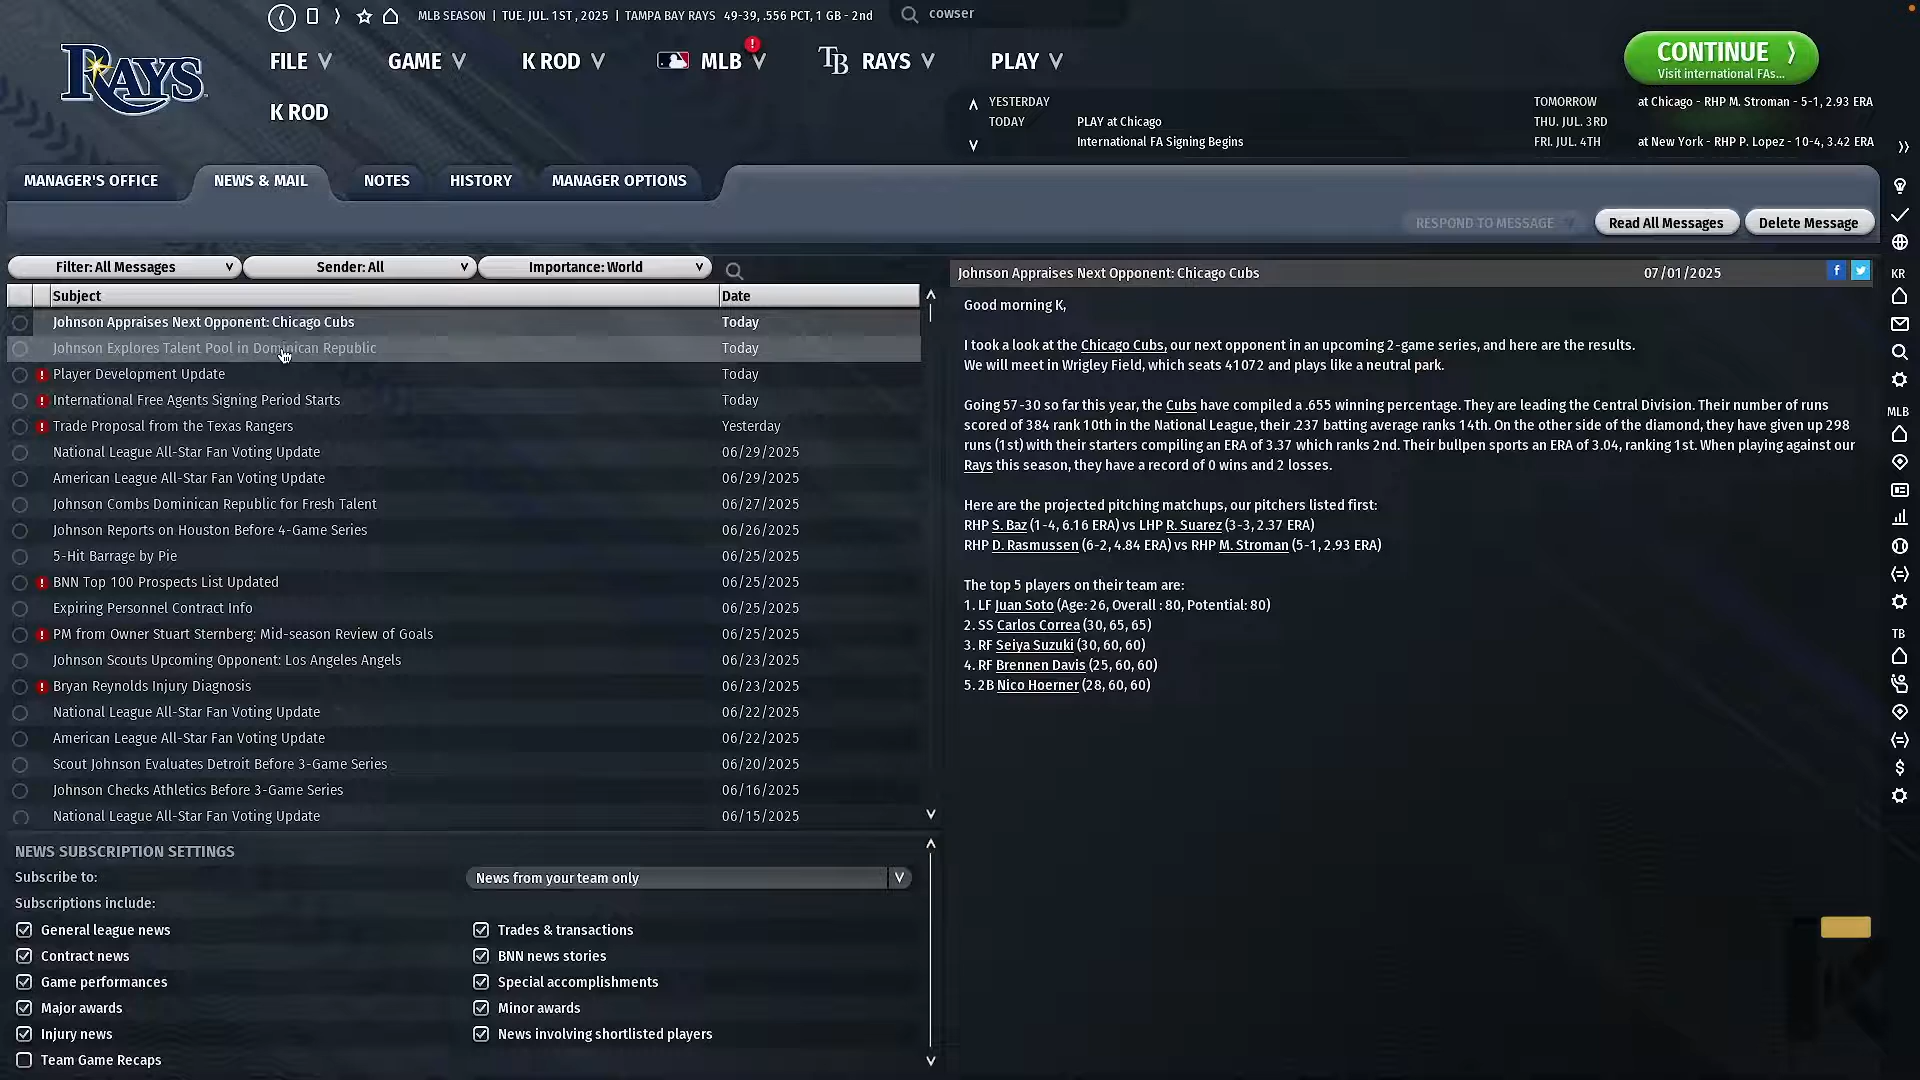 MLB SEASON | TUE. JUL. 1ST , 2025 | TAMPA BAY RAYS 49-39, .556 PCT, 1 GB - 2nd
cowser
RAYS
FILE
GAME
K ROD
MLB
TB RAYS
PLAY
K ROD
CONTINUE
Visit international FAs...
YESTERDAY
TODAY PLAY at Chicago
International FA Signing Begins
TOMORROW at Chicago - RHP M. Stroman - 5-1, 2.93 ERA
THU. JUL. 3RD
FRI. JUL. 4TH at New York - RHP P. Lopez - 10-4, 3.42 ERA
MANAGER'S OFFICE
NEWS & MAIL
NOTES
HISTORY
MANAGER OPTIONS
RESPOND TO MESSAGE
Read All Messages
Delete Message
Filter: All Messages
Sender: All
Importance: World
Subject Date
Johnson Appraises Next Opponent: Chicago Cubs Today
Johnson Explores Talent Pool in Dominican Republic Today
! Player Development Update Today
! International Free Agents Signing Period Starts Today
! Trade Proposal from the Texas Rangers Yesterday
National League All-Star Fan Voting Update 06/29/2025
American League All-Star Fan Voting Update 06/29/2025
Johnson Combs Dominican Republic for Fresh Talent 06/27/2025
Johnson Reports on Houston Before 4-Game Series 06/26/2025
5-Hit Barrage by Pie 06/25/2025
! BNN Top 100 Prospects List Updated 06/25/2025
Expiring Personnel Contract Info 06/25/2025
! PM from Owner Stuart Sternberg: Mid-season Review of Goals 06/25/2025
Johnson Scouts Upcoming Opponent: Los Angeles Angels 06/23/2025
! Bryan Reynolds Injury Diagnosis 06/23/2025
National League All-Star Fan Voting Update 06/22/2025
American League All-Star Fan Voting Update 06/22/2025
Scout Johnson Evaluates Detroit Before 3-Game Series 06/20/2025
Johnson Checks Athletics Before 3-Game Series 06/16/2025
National League All-Star Fan Voting Update 06/15/2025
NEWS SUBSCRIPTION SETTINGS
Subscribe to: News from your team only
Subscriptions include:
General league news Trades & transactions
Contract news BNN news stories
Game performances Special accomplishments
Major awards Minor awards
Injury news News involving shortlisted players
Team Game Recaps
Johnson Appraises Next Opponent: Chicago Cubs 07/01/2025
Good morning K,
I took a look at the Chicago Cubs, our next opponent in an upcoming 2-game series, and here are the results.
We will meet in Wrigley Field, which seats 41072 and plays like a neutral park.
Going 57-30 so far this year, the Cubs have compiled a .655 winning percentage. They are leading the Central Division. Their number of runs
scored of 384 rank 10th in the National League, their .237 batting average ranks 14th. On the other side of the diamond, they have given up 298
runs (1st) with their starters compiling an ERA of 3.37 which ranks 2nd. Their bullpen sports an ERA of 3.04, ranking 1st. When playing against our
Rays this season, they have a record of 0 wins and 2 losses.
Here are the projected pitching matchups, our pitchers listed first:
RHP S. Baz (1-4, 6.16 ERA) vs LHP R. Suarez (3-3, 2.37 ERA)
RHP D. Rasmussen (6-2, 4.84 ERA) vs RHP M. Stroman (5-1, 2.93 ERA)
The top 5 players on their team are:
1. LF Juan Soto (Age: 26, Overall : 80, Potential: 80)
2. SS Carlos Correa (30, 65, 65)
3. RF Seiya Suzuki (30, 60, 60)
4. RF Brennen Davis (25, 60, 60)
5. 2B Nico Hoerner (28, 60, 60)
KR
MLB
TB